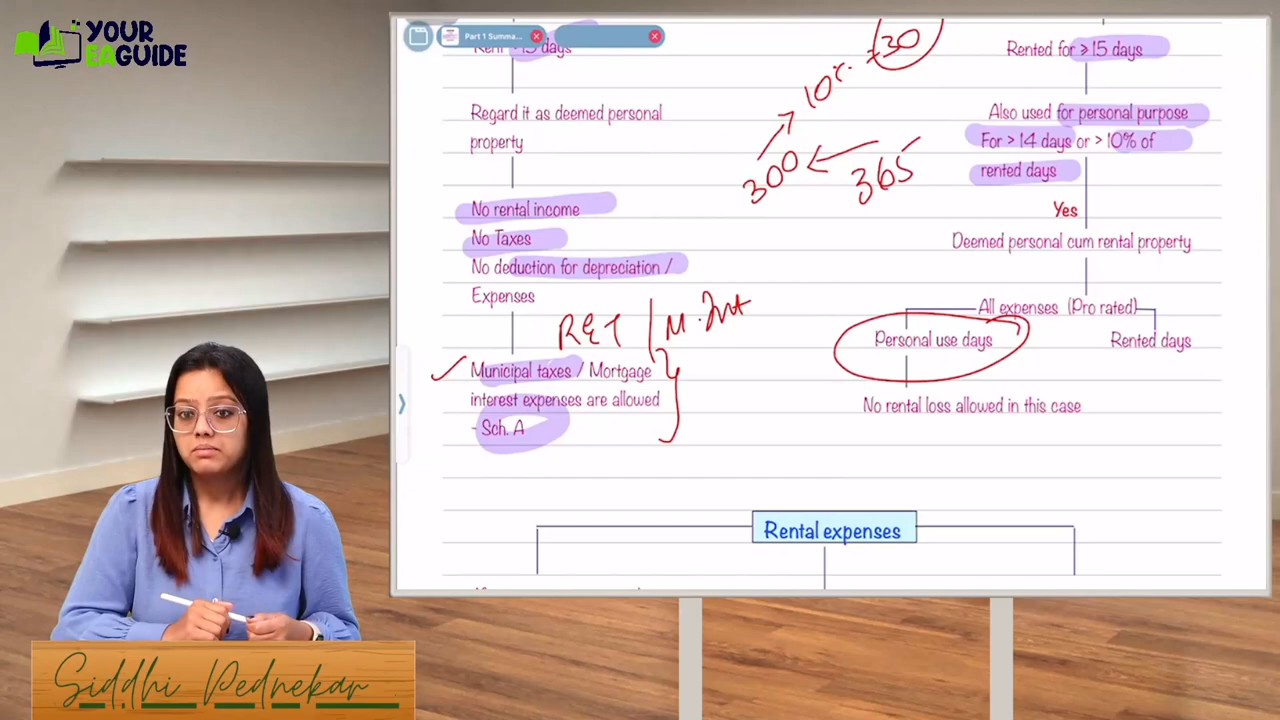 YOUR
EAGUIDE
Part 1 Summa...
days
Regard it as deemed personal
property
No rental income
No Taxes
No deduction for depreciation /
Expenses
RET / M. Int
Municipal taxes / Mortgage
interest expenses are allowed
- Sch. A
10%
30
300
365
Rented for > 15 days
Also used for personal purpose
For > 14 days or > 10% of
rented days
Yes
Deemed personal cum rental property
All expenses (Pro rated)
Personal use days
Rented days
No rental loss allowed in this case
Rental expenses
Siddhi Pednekar